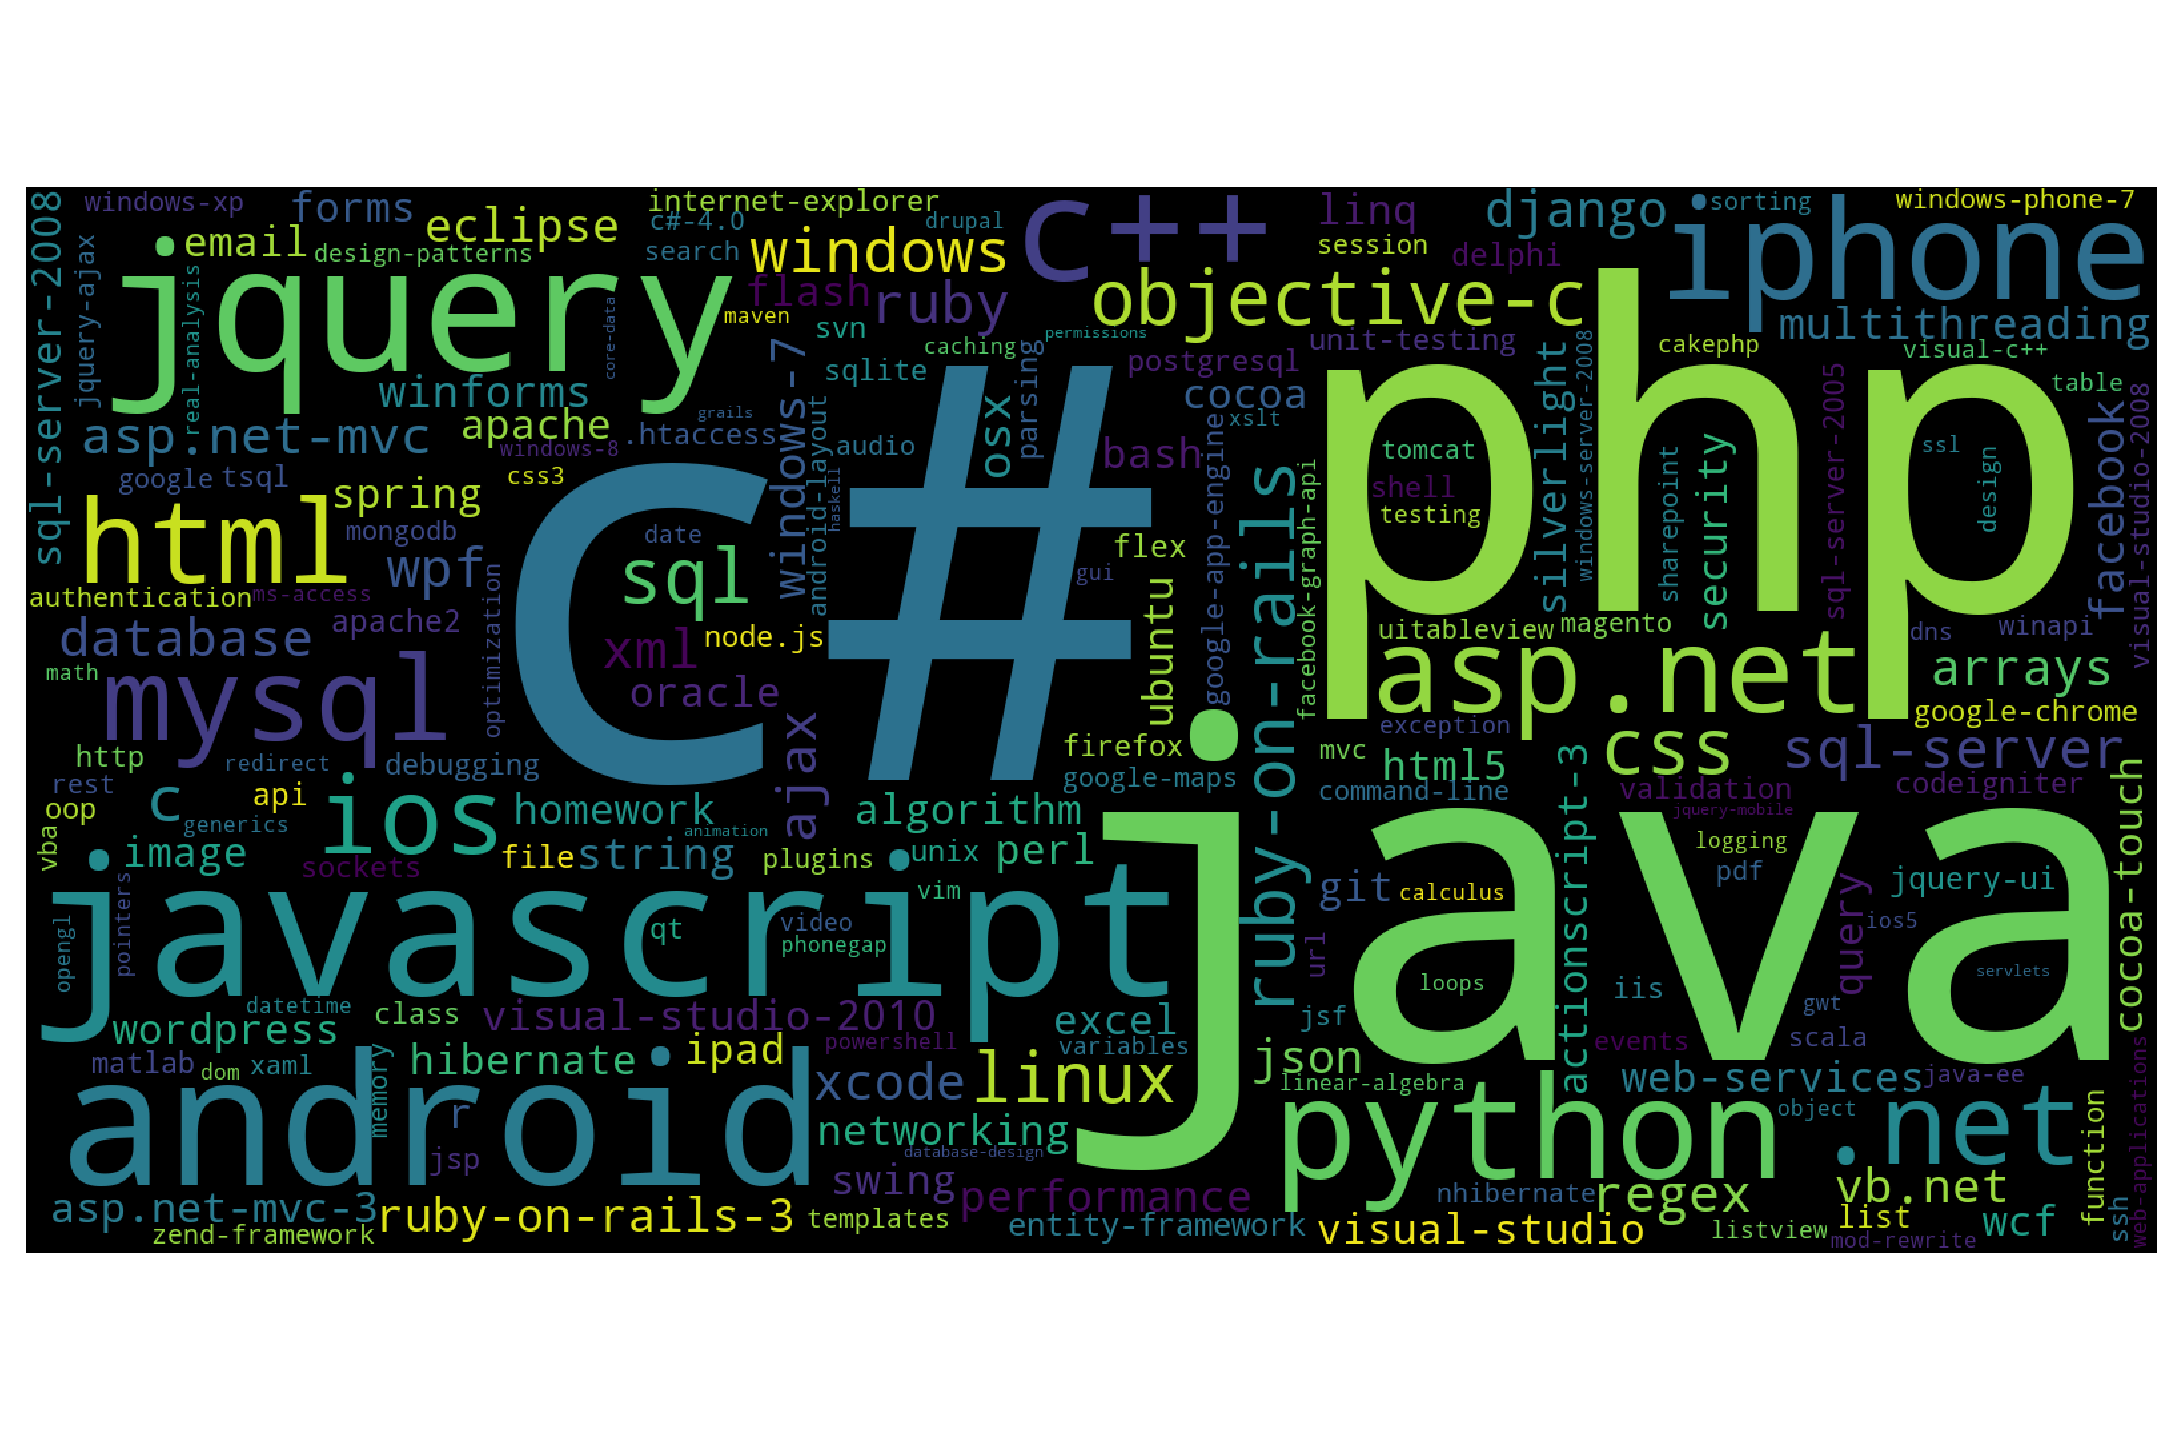 sql-server-2008
windows-xp
forms
internet-explorer
c#-4.0
drupal
c++
linq
django
sorting
windows-phone-7
iphone
email
eclipse
design-patterns
search
windows
session
delphi
jquery-ajax
jquery
real-analysis
core-data
flash
maven
ruby
svn
caching
permissions
objective-c
unit-testing
multithreading
php
cakephp
visual-c++
table
winforms
windows-7
sqlite
parsing
postgresql
cocoa
xslt
silverlight
windows-server-2008
sql-server-2005
facebook
visual-studio-2008
asp.net-mvc
apache
grails
.htaccess
windows-8
android-layout
audio
osx
bash
google-app-engine
tomcat
sharepoint
security
ssl
design
google
tsql
css3
spring
haskell
ruby-on-rails
facebook-graph-api
shell
testing
html
mongodb
wpf
date
sql
c#
flex
gui
ubuntu
authentication
ms-access
optimization
database
apache2
xml
node.js
uitableview
magento
dns
winapi
math
mysql
oracle
asp.net
arrays
google-chrome
exception
http
redirect
debugging
ajax
firefox
google-maps
mvc
html5
css
sql-server
rest
oop
api
c
ios
homework
algorithm
command-line
actionscript-3
validation
jquery-mobile
codeigniter
cocoa-touch
vba
generics
animation
image
sockets
file
string
plugins
unix
perl
java
logging
pdf
jquery-ui
javascript
pointers
opengl
qt
video
phonegap
vim
git
calculus
url
query
ios5
loops
servlets
iis
datetime
class
visual-studio-2010
wordpress
excel
jsf
gwt
scala
events
matlab
dom
xaml
memory
hibernate
ipad
powershell
variables
json
xcode
linux
linear-algebra
web-services
java-ee
web-applications
android
r
jsp
networking
database-design
python
object
.net
function
asp.net-mvc-3
ruby-on-rails-3
swing
performance
nhibernate
regex
vb.net
list
wcf
ssh
zend-framework
templates
entity-framework
visual-studio
listview
mod-rewrite